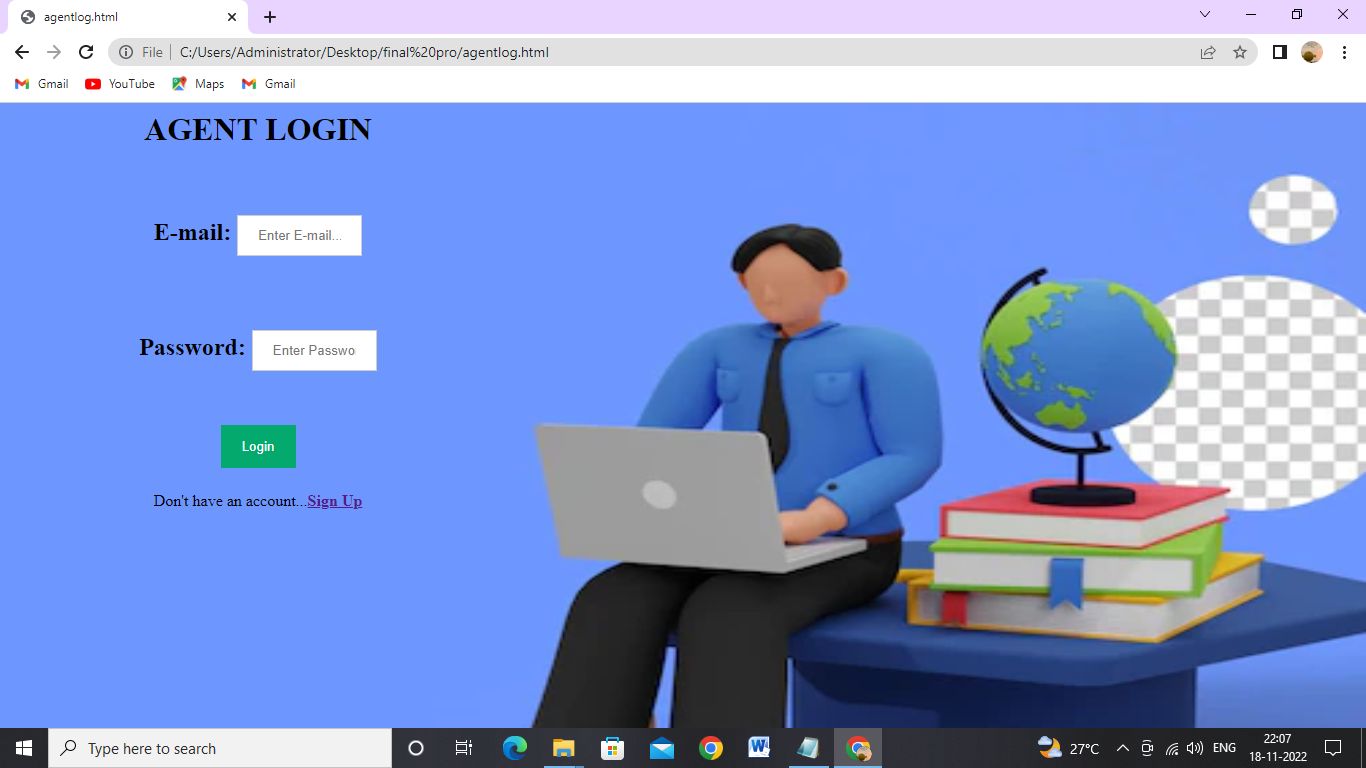 agentlog.html
File C:/Users/Administrator/Desktop/final%20pro/agentlog.html
Gmail YouTube Maps Gmail
AGENT LOGIN
E-mail: Enter E-mail...
Password: Enter Passwo
Login
Don't have an account...Sign Up
Type here to search
27°C ENG 22:07
18-11-2022